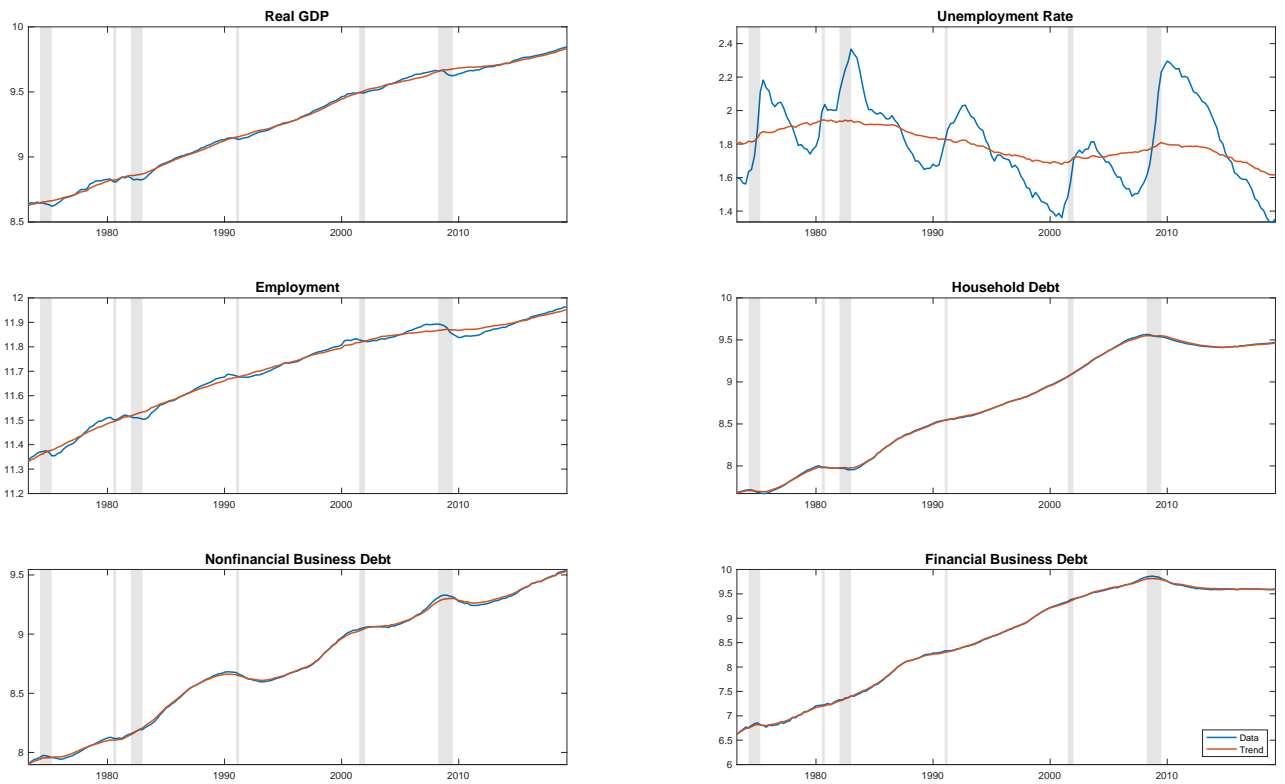 Real GDP
10
9.5
9
8.5
1980 1990 2000 2010
Unemployment Rate
2.4
2.2
2
1.8
1.6
1.4
1980 1990 2000 2010
Employment
12
11.9
11.8
11.7
11.6
11.5
11.4
11.3
11.2
1980 1990 2000 2010
Household Debt
9.5
9
8.5
8
1980 1990 2000 2010
Nonfinancial Business Debt
9.5
9
8.5
8
1980 1990 2000 2010
Financial Business Debt
10
9.5
9
8.5
8
7.5
7
6.5
6
1980 1990 2000 2010
Data
Trend